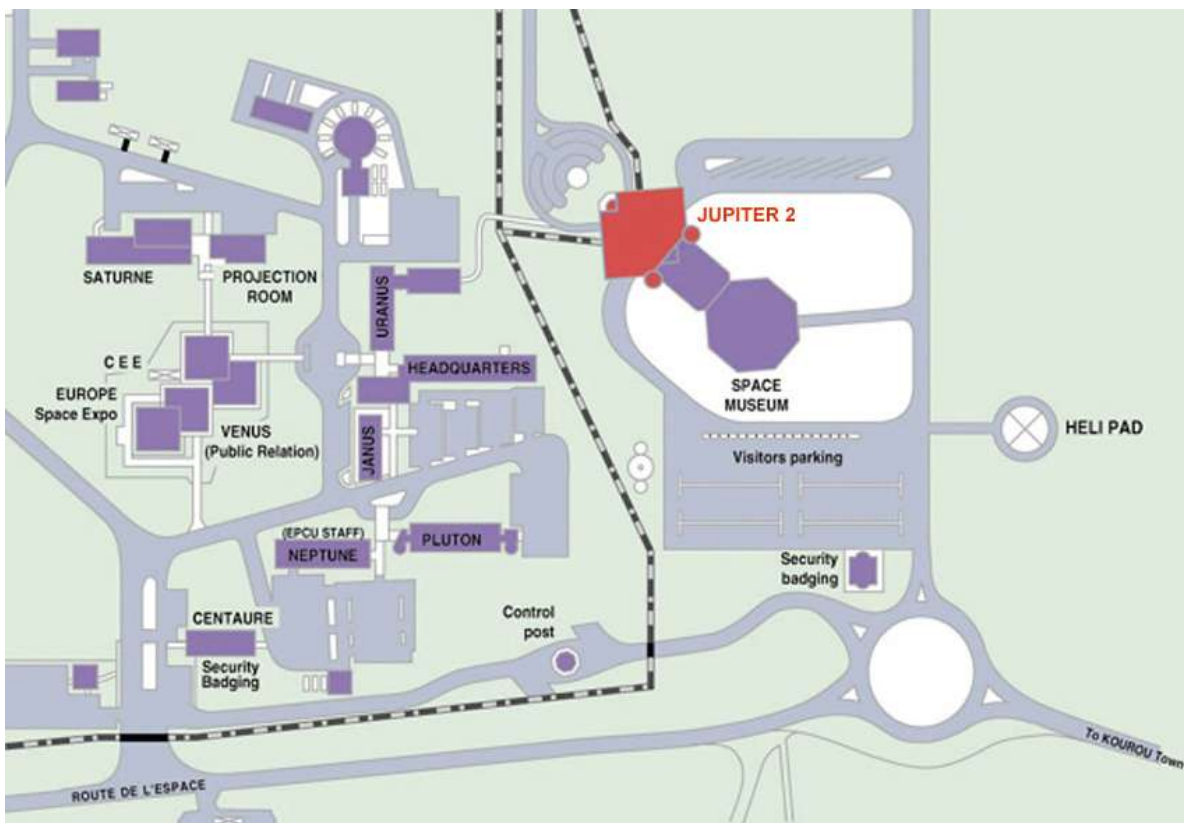 JUPITER 2
SATURNE
PROJECTION
ROOM
URANUS
C E E
HEADQUARTERS
EUROPE
Space Expo
SPACE
MUSEUM
VENUS
(Public Relation)
JANUS
HELI PAD
Visitors parking
(EPCU STAFF)
NEPTUNE
PLUTON
Security
badging
CENTAURE
Control
post
Security
Badging
To KOUROU Town
ROUTE DE L'ESPACE